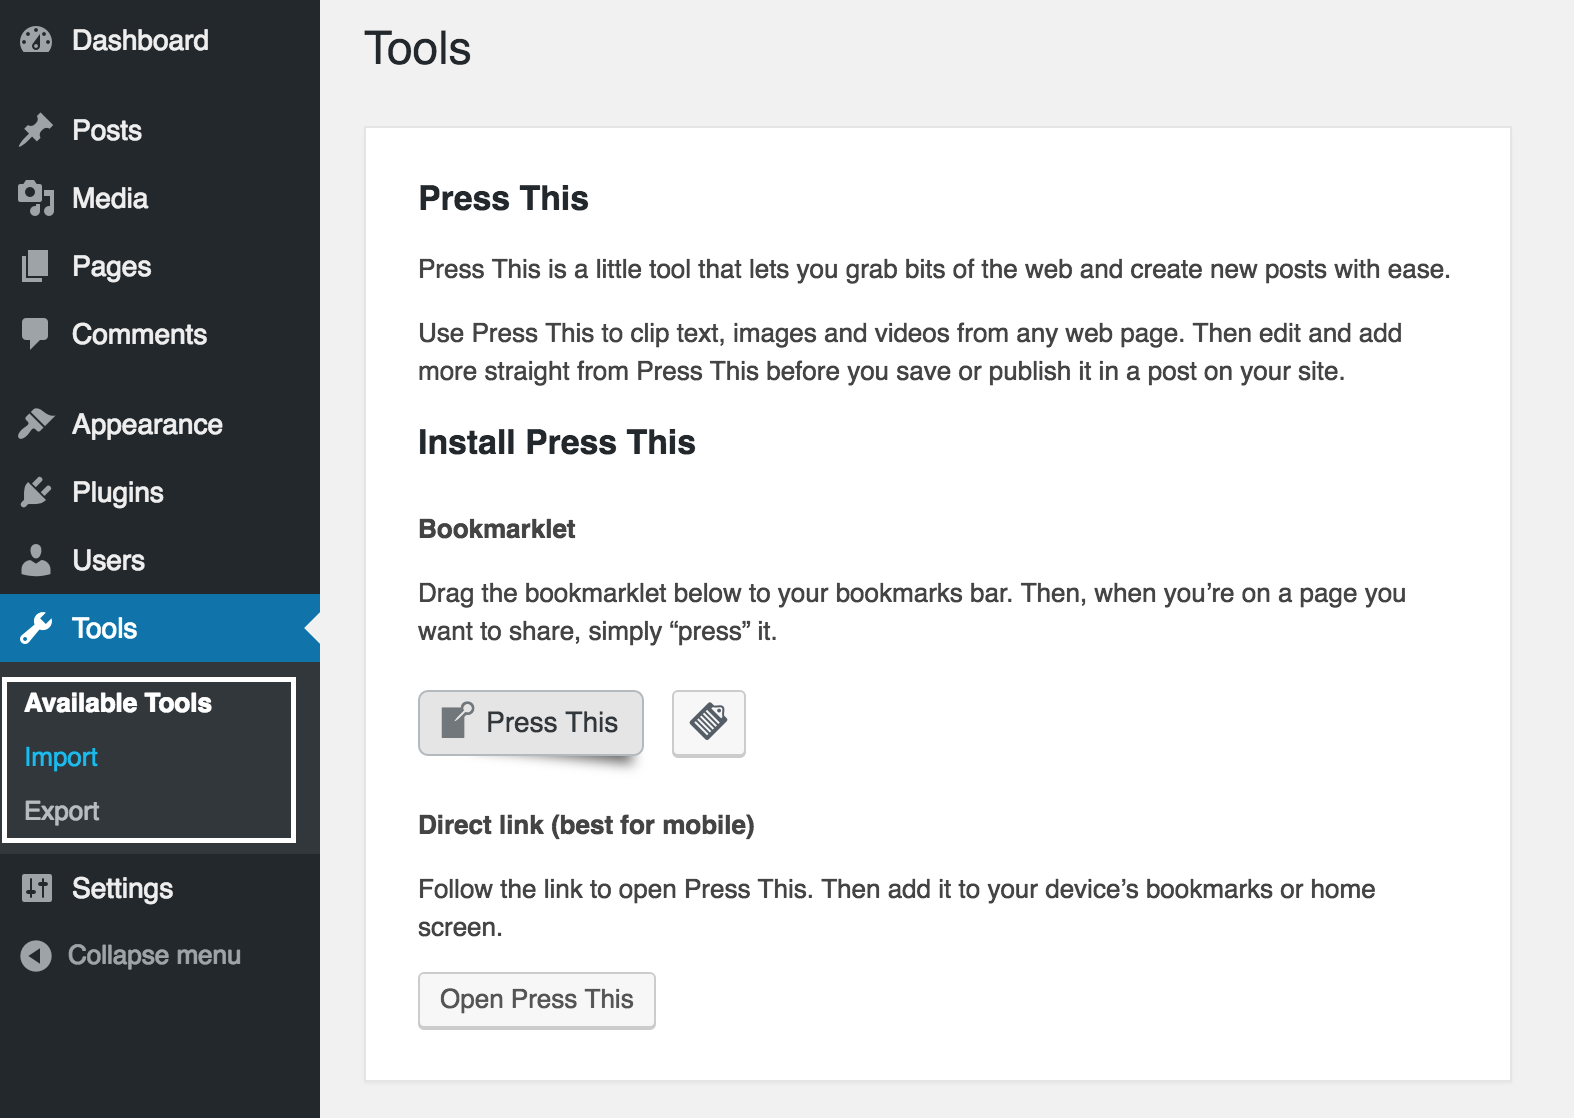 Dashboard
Posts
Media
Pages
Comments
Appearance
Plugins
Users
Tools
Available Tools
Import
Export
Settings
Collapse menu
Tools
Press This
Press This is a little tool that lets you grab bits of the web and create new posts with ease.
Use Press This to clip text, images and videos from any web page. Then edit and add
more straight from Press This before you save or publish it in a post on your site.
Install Press This
Bookmarklet
Drag the bookmarklet below to your bookmarks bar. Then, when you’re on a page you
want to share, simply “press” it.
Press This
Direct link (best for mobile)
Follow the link to open Press This. Then add it to your device’s bookmarks or home
screen.
Open Press This